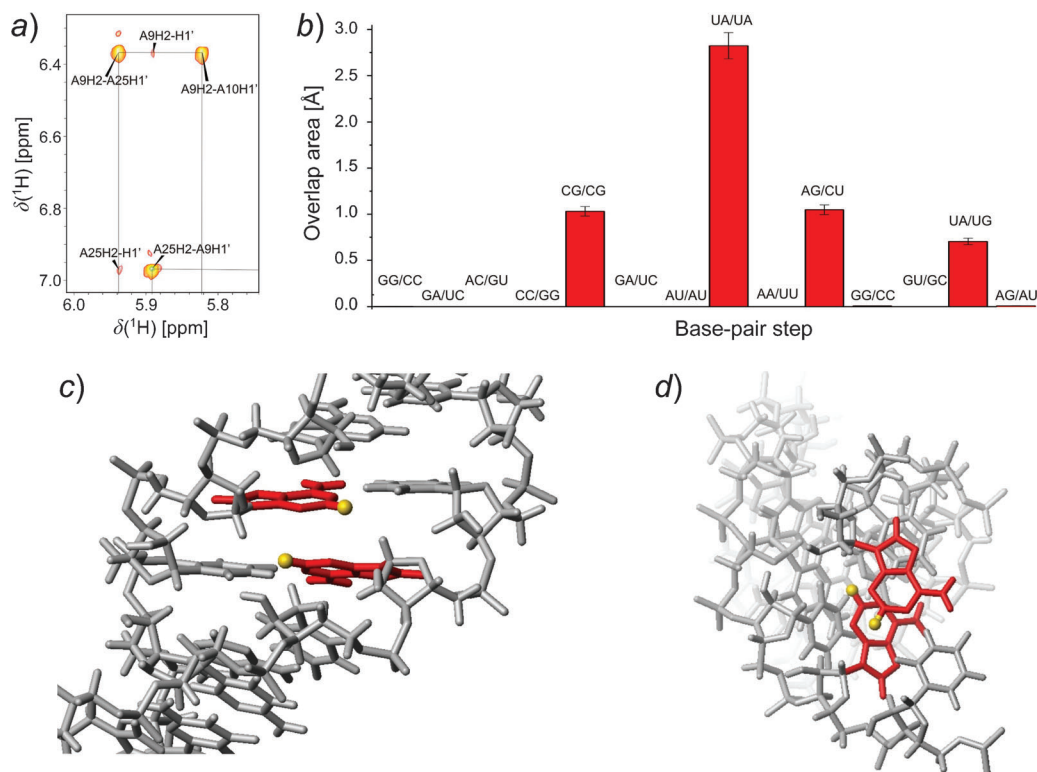 a)
A9H2-H1'
6.4
A9H2-A25H1'
A9H2-A10H1'
6.6
δ(¹H) [ppm]
6.8
A25H2-H1'
A25H2-A9H1'
7.0
6.0
5.9
5.8
δ(¹H) [ppm]
b)
UA/UA
3.0
2.5
2.0
Overlap area [Å]
1.5
CG/CG
AG/CU
1.0
UA/UG
0.5
GG/CC
AC/GU
GA/UC
GU/GC
GA/UC
CC/GG
AU/AU
AA/UU
GG/CC
AG/AU
0.0
Base-pair step
c)
d)